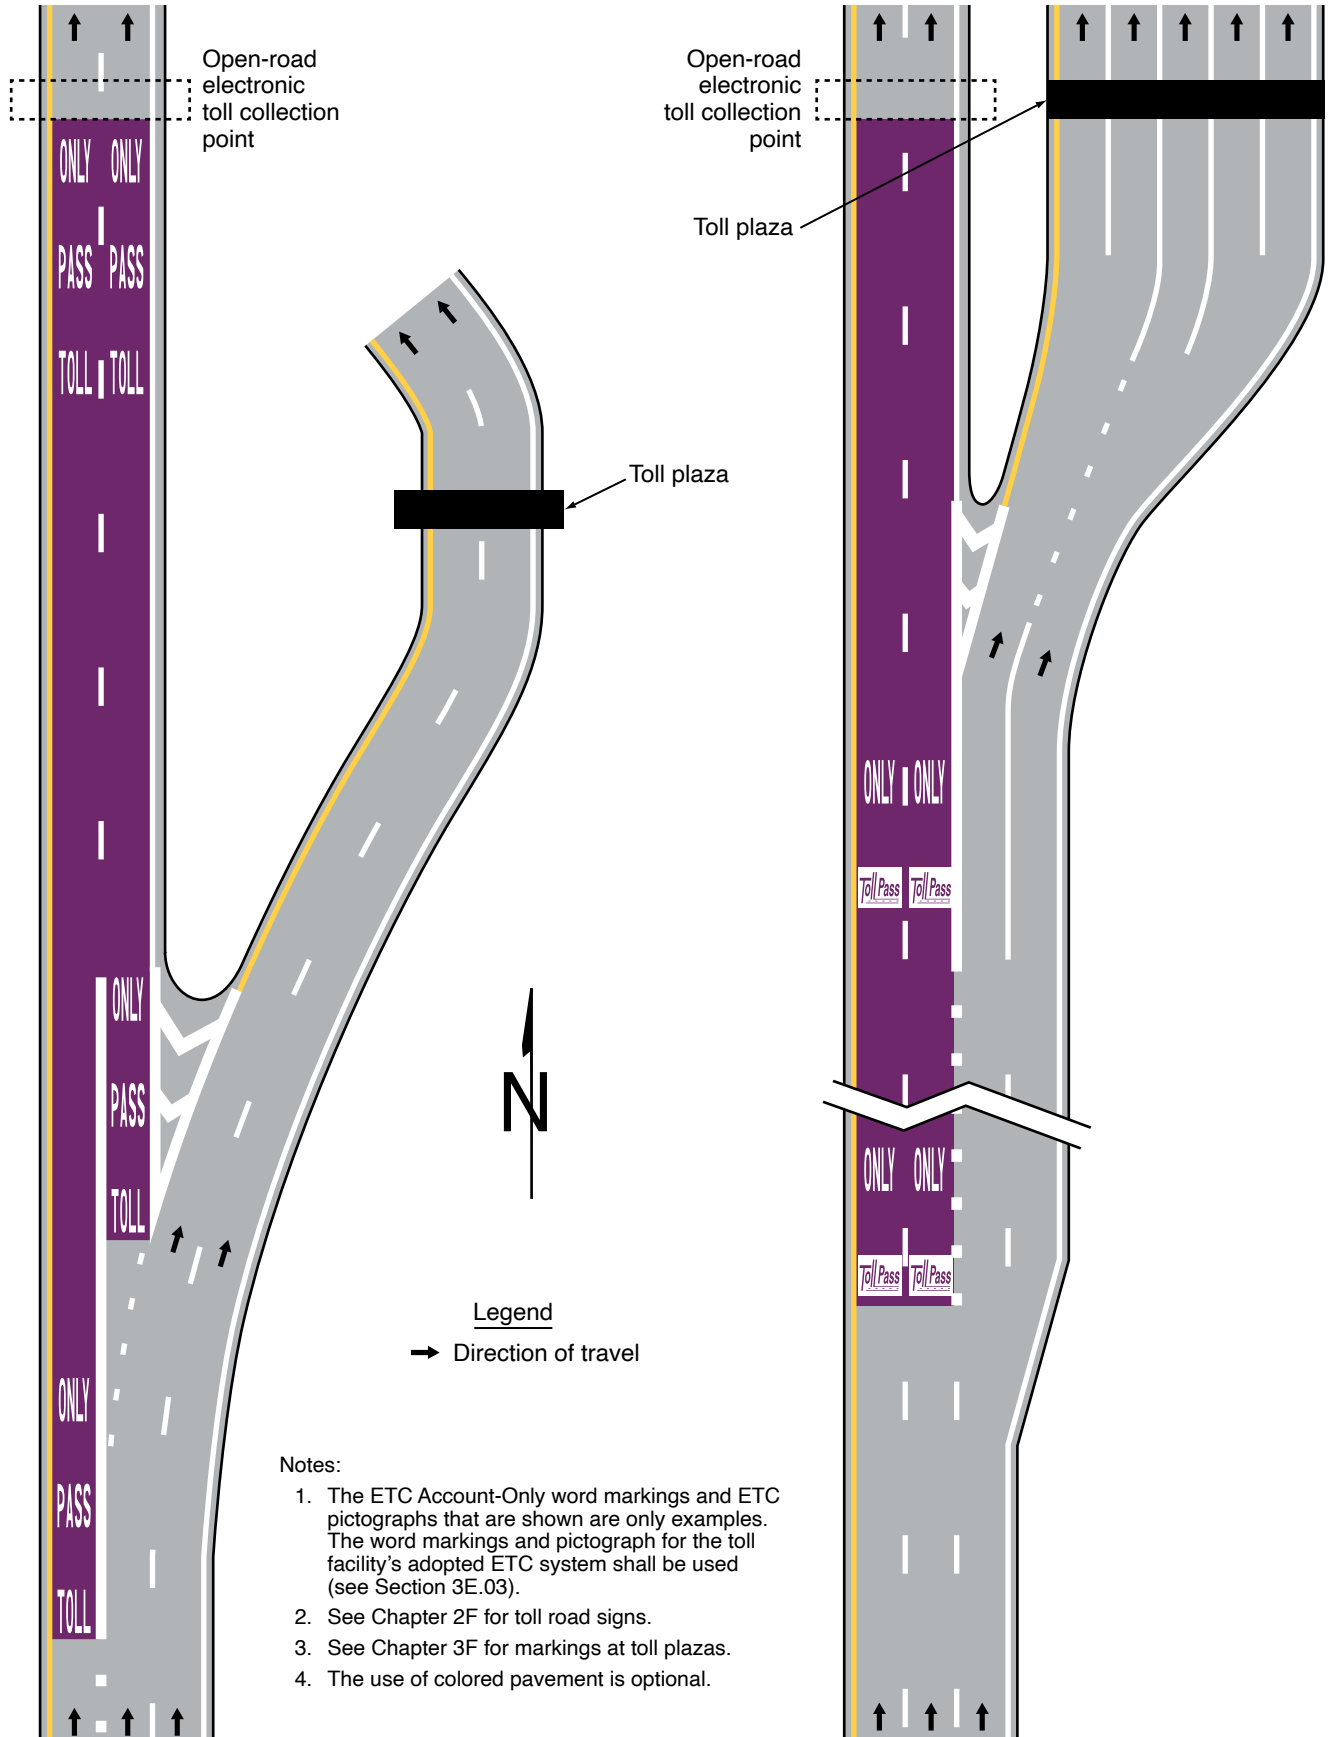 Open-road
electronic
toll collection
point
ONLY ONLY
PASS PASS
TOLL TOLL
Toll plaza
ONLY
PASS
TOLL
ONLY
PASS
TOLL
Open-road
electronic
toll collection
point
Toll plaza
ONLY ONLY
Toll Pass Toll Pass
ONLY ONLY
Toll Pass Toll Pass
N
Legend
Direction of travel
Notes:
1. The ETC Account-Only word markings and ETC
pictographs that are shown are only examples.
The word markings and pictograph for the toll
facility’s adopted ETC system shall be used
(see Section 3E.03).
2. See Chapter 2F for toll road signs.
3. See Chapter 3F for markings at toll plazas.
4. The use of colored pavement is optional.